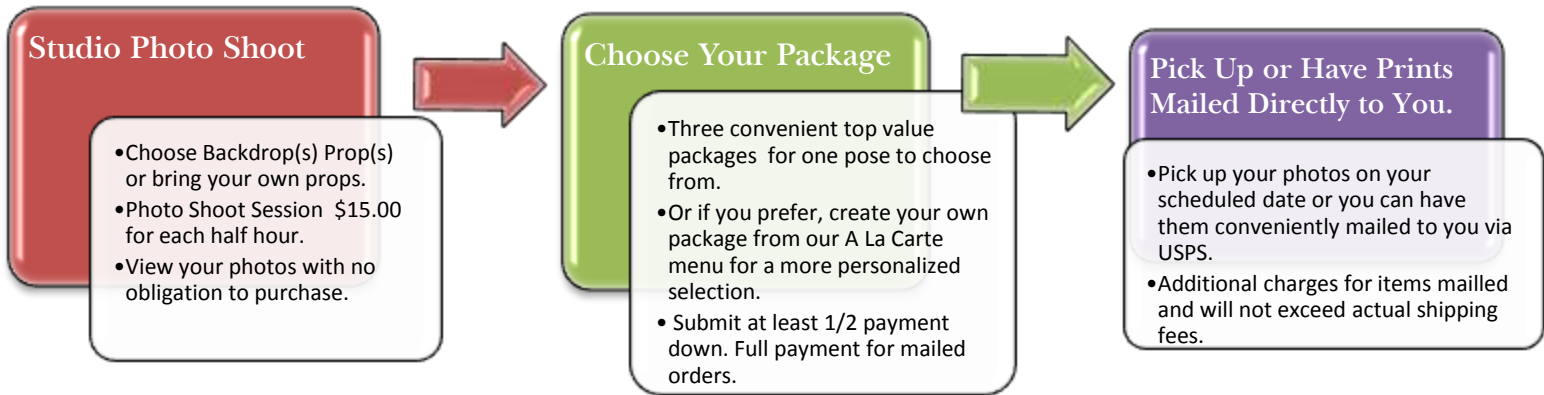 Studio Photo Shoot
•Choose Backdrop(s) Prop(s)
or bring your own props.
•Photo Shoot Session $15.00
for each half hour.
•View your photos with no
obligation to purchase.
Choose Your Package
•Three convenient top value
packages for one pose to choose
from.
•Or if you prefer, create your own
package from our A La Carte
menu for a more personalized
selection.
• Submit at least 1/2 payment
down. Full payment for mailed
orders.
Pick Up or Have Prints
Mailed Directly to You.
•Pick up your photos on your
scheduled date or you can have
them conveniently mailed to you via
USPS.
•Additional charges for items mailled
and will not exceed actual shipping
fees.